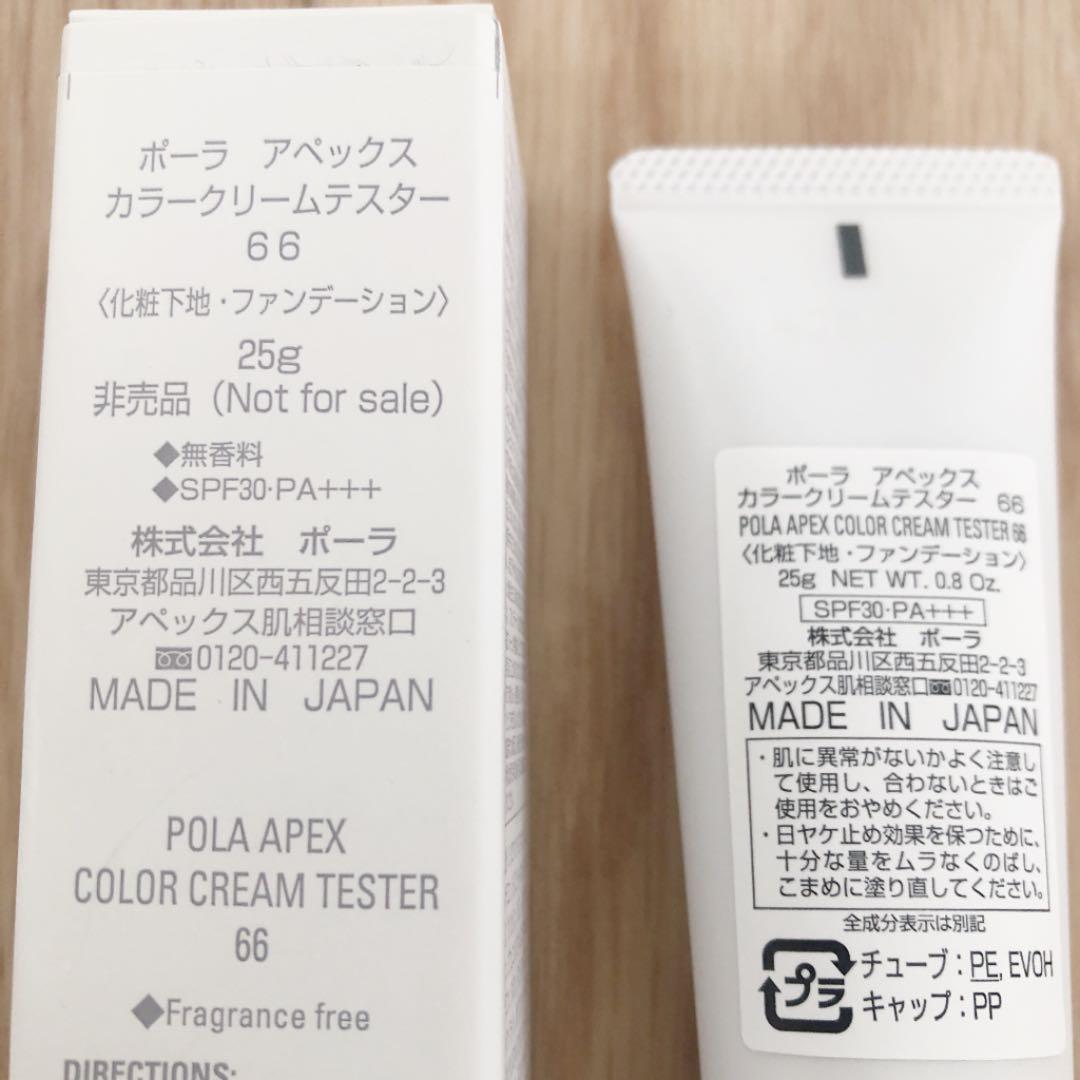 ポーラ　アペックス
カラークリームテスター
６６
〈化粧下地・ファンデーション〉
25g
非売品（Not for sale）
◆無香料
◆SPF30・PA+++
株式会社　ポーラ
東京都品川区西五反田2-2-3
アペックス肌相談窓口
0120-411227
MADE IN JAPAN
POLA APEX
COLOR CREAM TESTER
66
◆Fragrance free
DIRECTIONS:
ポーラ　アペックス
カラークリームテスター　66
POLA APEX COLOR CREAM TESTER 66
〈化粧下地・ファンデーション〉
25g NET WT. 0.8 Oz.
SPF30・PA+++
株式会社　ポーラ
東京都品川区西五反田2-2-3
アペックス肌相談窓口0120-411227
MADE IN JAPAN
・肌に異常がないかよく注意し
て使用し、合わないときはご
使用をおやめください。
・日ヤケ止め効果を保つために、
十分な量をムラなくのばし、
こまめに塗り直してください。
全成分表示は別記
プラ
チューブ：PE, EVOH
キャップ：PP